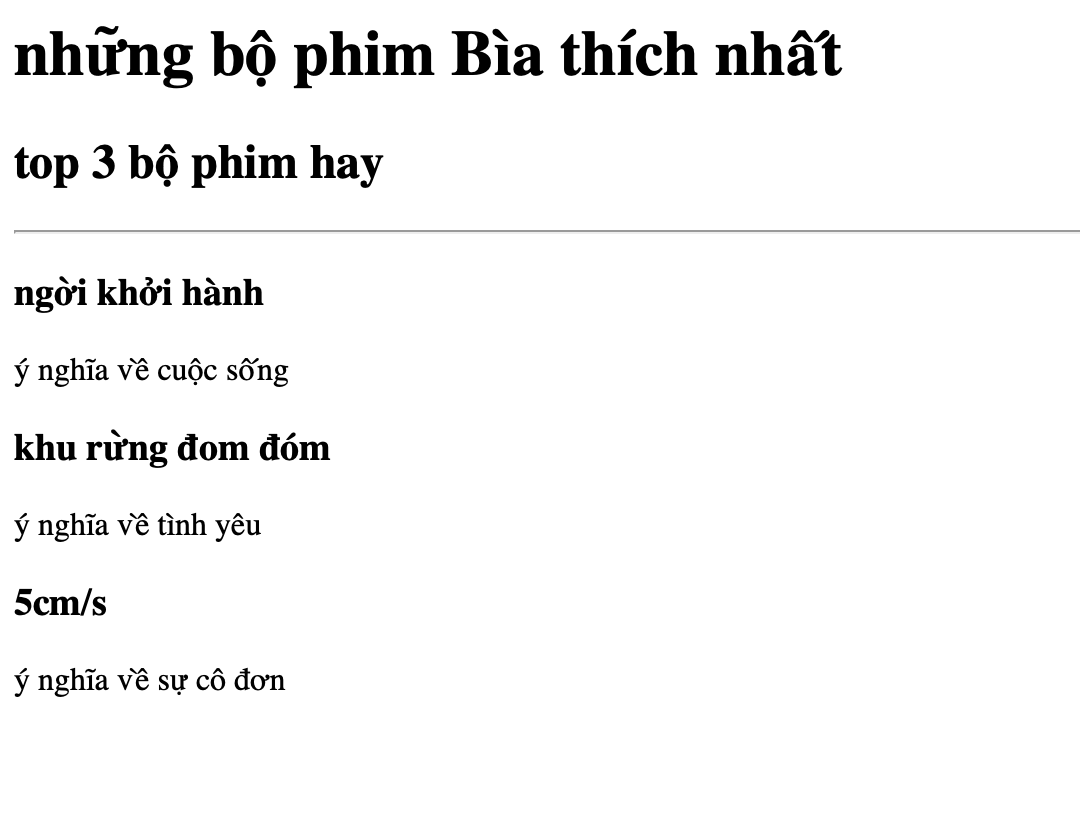 những bộ phim Bìa thích nhất
top 3 bộ phim hay
ngời khởi hành
ý nghĩa về cuộc sống
khu rừng đom đóm
ý nghĩa về tình yêu
5cm/s
ý nghĩa về sự cô đơn